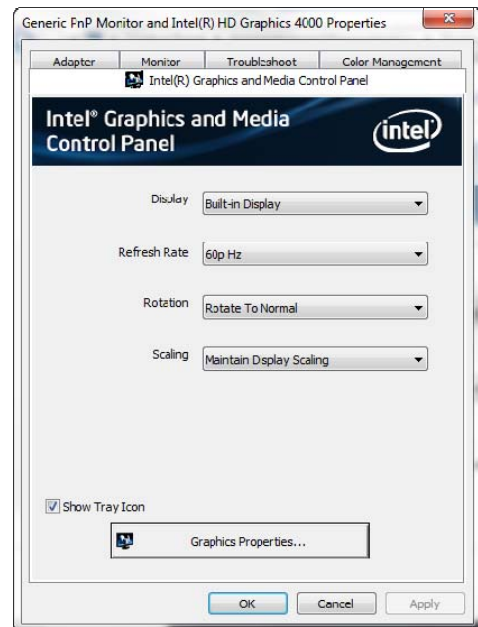 Generic FnP Monitor and Intel(R) HD Graphics 4000 Properties
Adapter Monitor Troubleshoot Color Management
Intel(R) Graphics and Media Control Panel
Intel® Graphics and Media
Control Panel
intel
Display Built-in Display
Refresh Rate 60p Hz
Rotation Rotate To Normal
Scaling Maintain Display Scaling
Show Tray Icon
Graphics Properties...
OK Cancel Apply